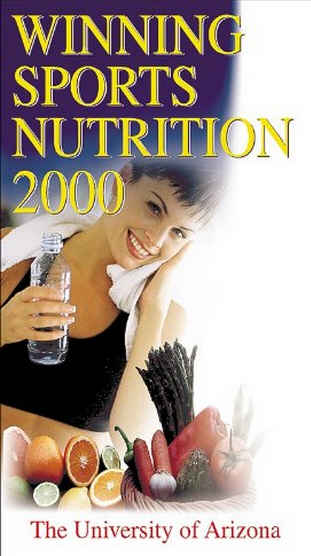 WINNING
SPORTS
NUTRITION
2000
The University of Arizona